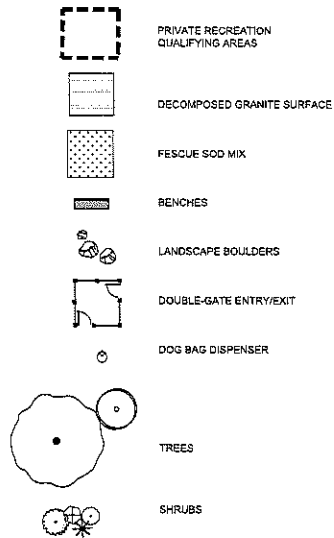 PRIVATE RECREATION
QUALIFYING AREAS
DECOMPOSED GRANITE SURFACE
FESCUE SOD MIX
BENCHES
LANDSCAPE BOULDERS
DOUBLE-GATE ENTRY/EXIT
DOG BAG DISPENSER
TREES
SHRUBS